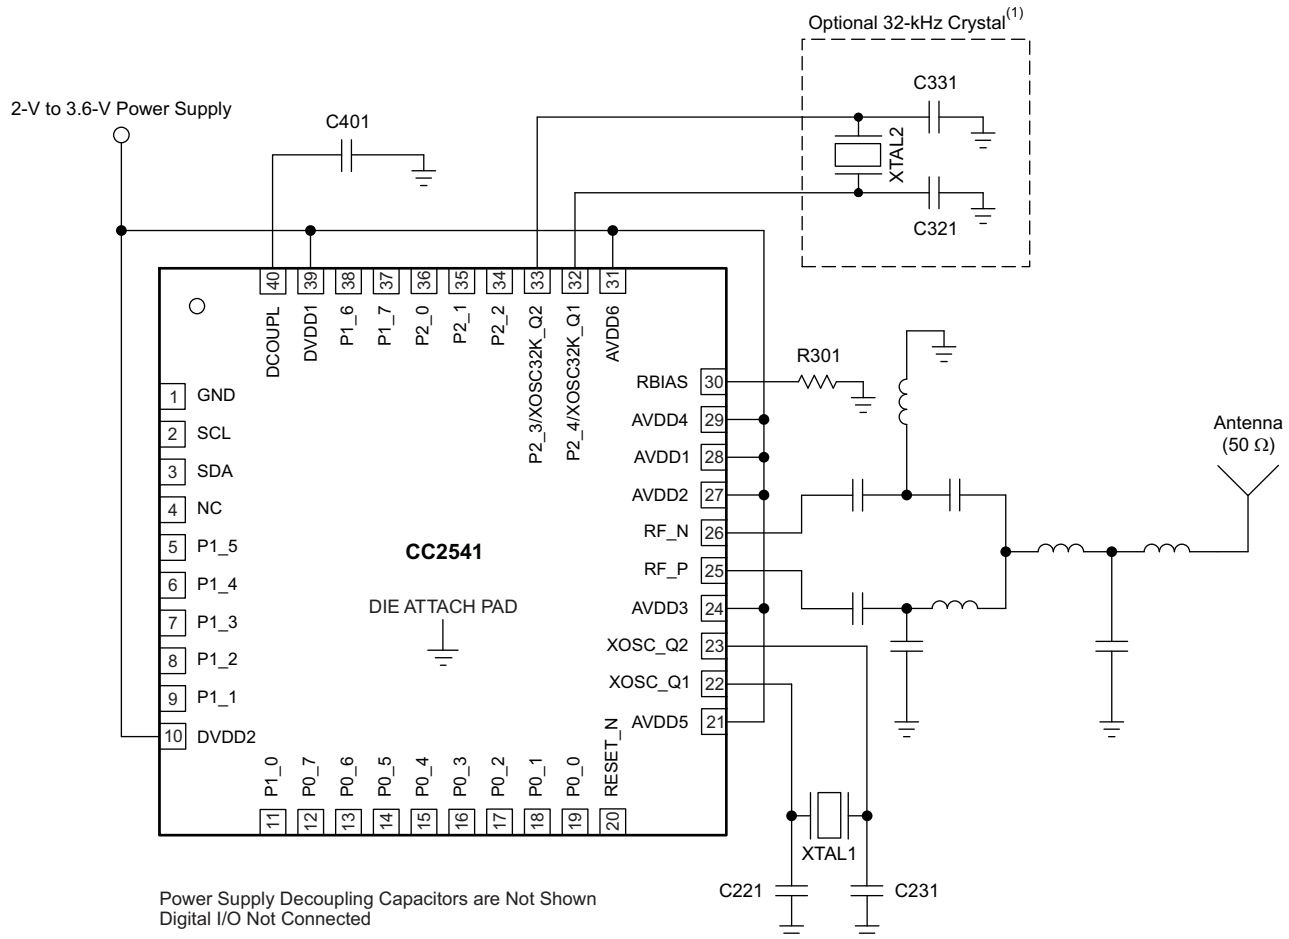 Optional 32-kHz Crystal(1)
C331
2-V to 3.6-V Power Supply
C401
XTAL2
C321
40
39
38
37
36
35
34
33
32
31
DCOUPL
DVDD1
P1_6
P1_7
P2_0
P2_1
P2_2
P2_3/XOSC32K_Q2
P2_4/XOSC32K_Q1
AVDD6
1 GND
2 SCL
3 SDA
4 NC
5 P1_5
6 P1_4
7 P1_3
8 P1_2
9 P1_1
10 DVDD2
CC2541
DIE ATTACH PAD
RBIAS 30
AVDD4 29
AVDD1 28
AVDD2 27
RF_N 26
RF_P 25
AVDD3 24
XOSC_Q2 23
XOSC_Q1 22
AVDD5 21
R301
Antenna
(50 Ω)
P1_0
P0_7
P0_6
P0_5
P0_4
P0_3
P0_2
P0_1
P0_0
RESET_N
11
12
13
14
15
16
17
18
19
20
XTAL1
C221
C231
Power Supply Decoupling Capacitors are Not Shown
Digital I/O Not Connected